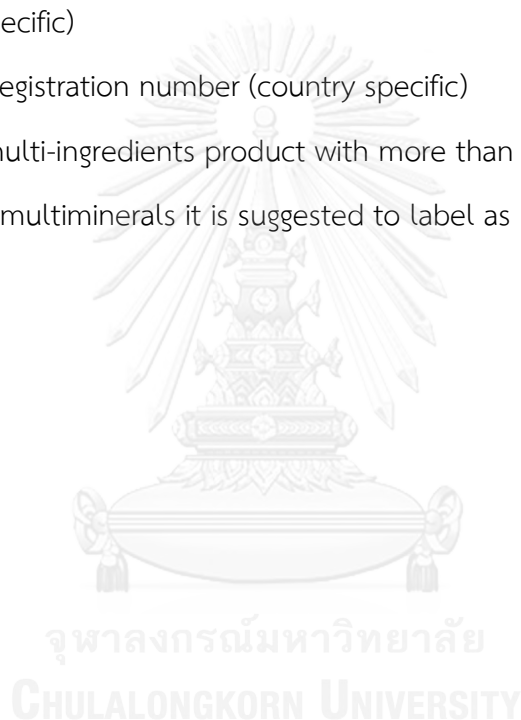 ecific)
egistration number (country specific)
nulti-ingredients product with more than
multiminerals it is suggested to label as
จุฬาลงกรณ์มหาวิทยาลัย
CHULALONGKORN UNIVERSITY